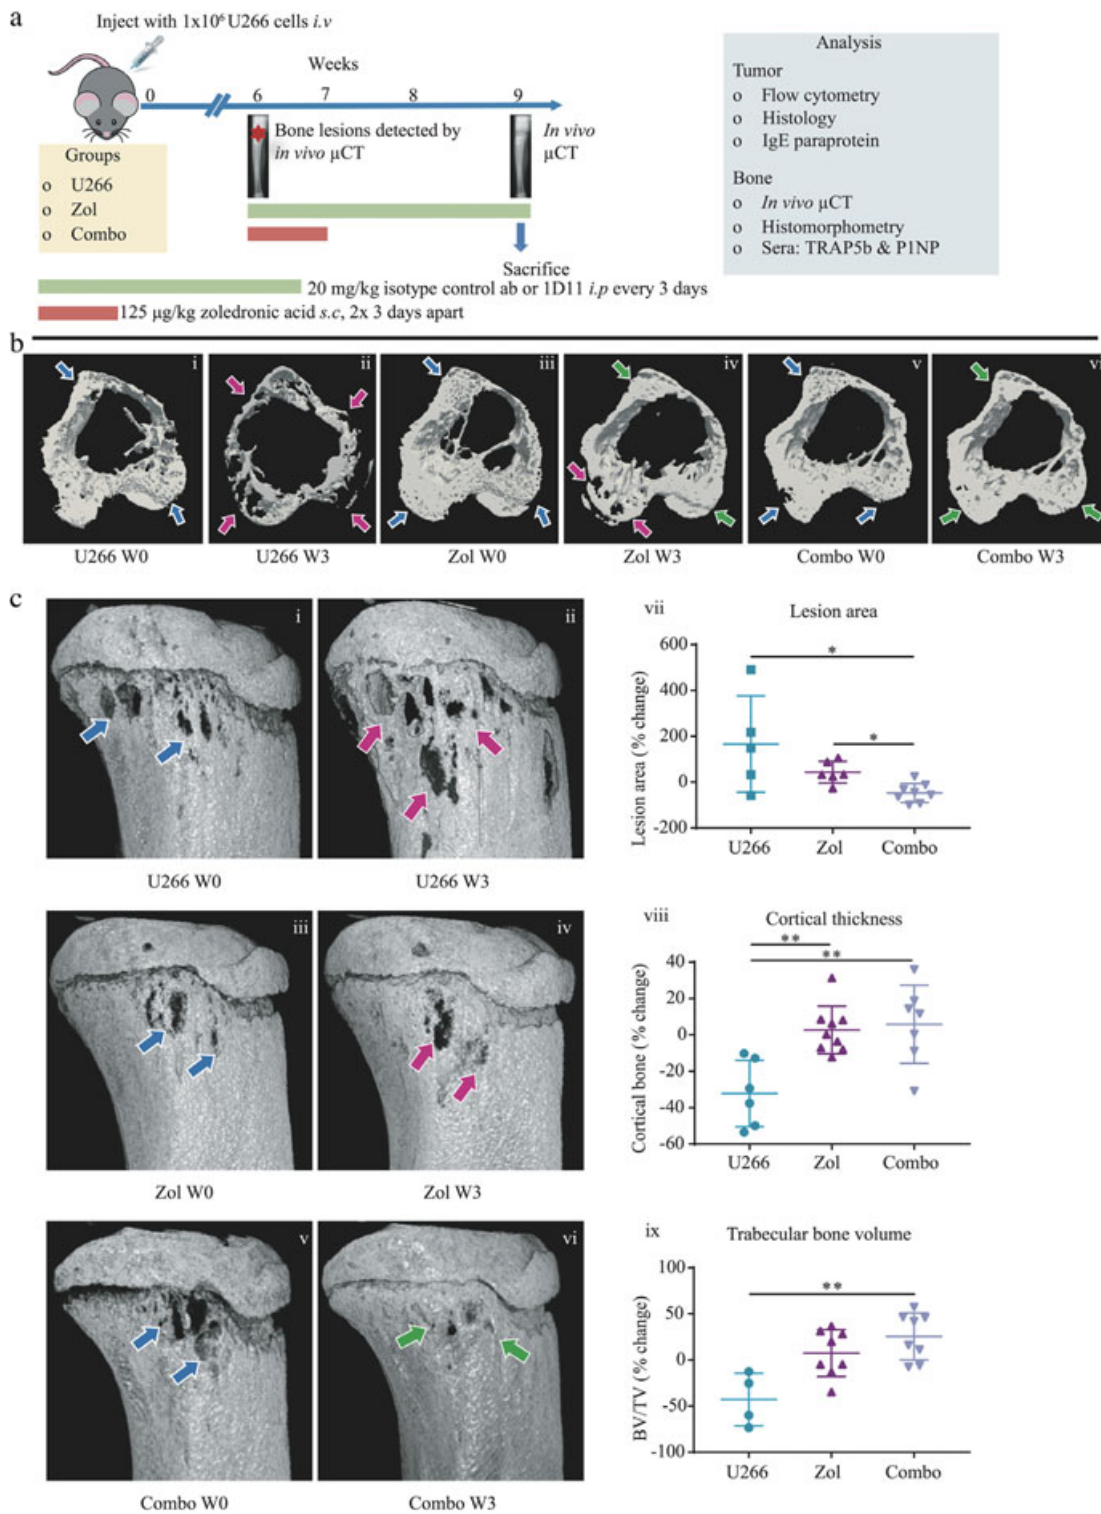 a
Inject with 1x10⁶ U266 cells i.v
Weeks
0
6
7
8
9
Bone lesions detected by
in vivo µCT
In vivo
µCT
Groups
o U266
o Zol
o Combo
Sacrifice
20 mg/kg isotype control ab or 1D11 i.p every 3 days
125 µg/kg zoledronic acid s.c, 2x 3 days apart
Analysis
Tumor
o Flow cytometry
o Histology
o IgE paraprotein
Bone
o In vivo µCT
o Histomorphometry
o Sera: TRAP5b & P1NP
b
i
ii
iii
iv
v
U266 W0
U266 W3
Zol W0
Zol W3
Combo W0
Combo W3
c
i
ii
U266 W0
U266 W3
iii
iv
Zol W0
Zol W3
v
vi
Combo W0
Combo W3
vii
Lesion area
Lesion area (% change)
600
400
200
0
-200
*
*
U266
Zol
Combo
viii
Cortical thickness
Cortical bone (% change)
40
20
0
-20
-40
-60
**
**
U266
Zol
Combo
ix
Trabecular bone volume
BV/TV (% change)
100
50
0
-50
-100
**
U266
Zol
Combo